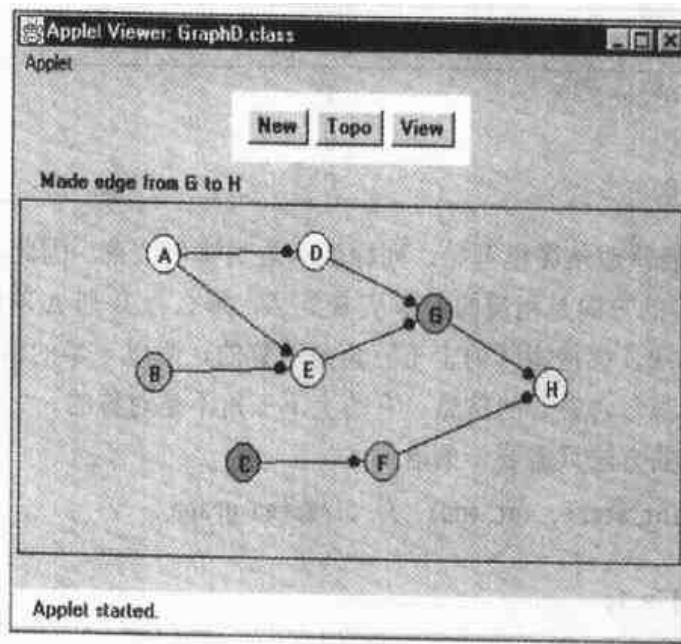 Applet Viewer: GraphD.class
Applet
New Topo View
Made edge from G to H
A D
G
B E
H
C F
Applet started.